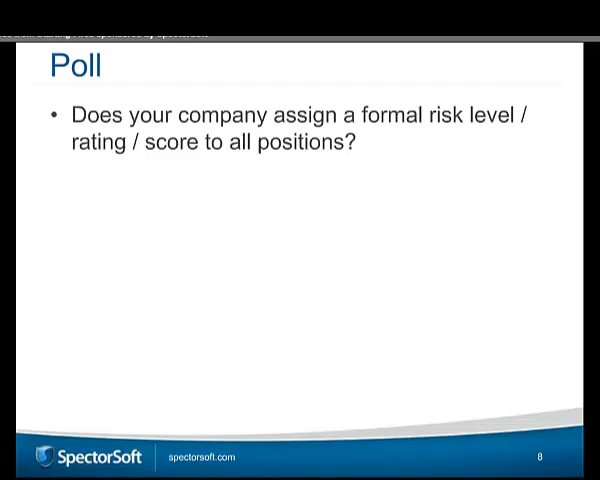 Poll
• Does your company assign a formal risk level /
rating / score to all positions?
SpectorSoft
spectorsoft.com
8